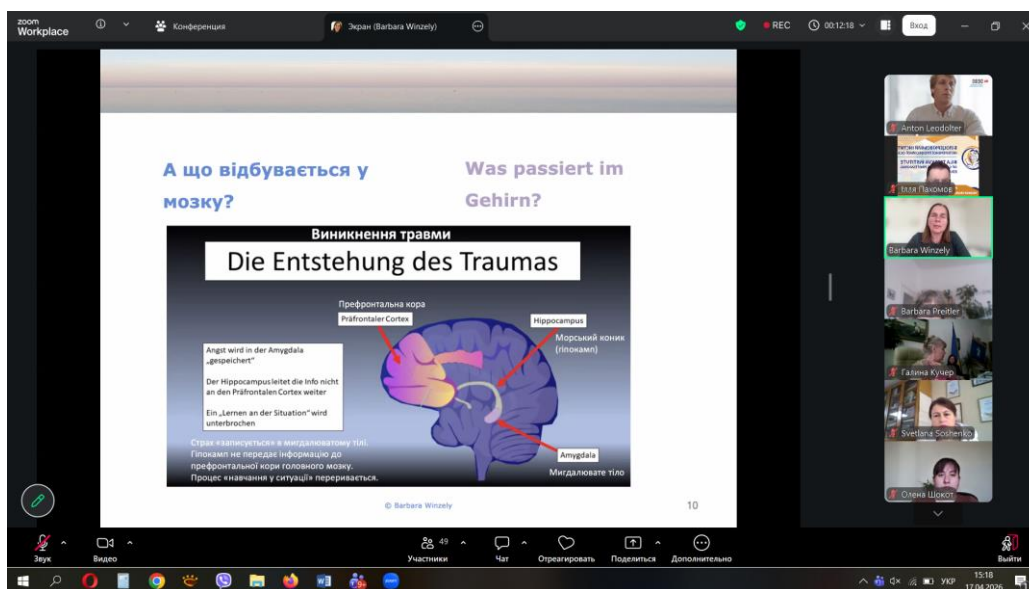 zoom
Workplace
Конференция
Экран (Barbara Winzely)
REC
00:12:18
Вход
А що відбувається у
мозку?
Was passiert im
Gehirn?
Виникнення травми
Die Entstehung des Traumas
Префронтальна кора
Präfrontaler Cortex
Hippocampus
Морський коник
(гіпокамп)
Angst wird in der Amygdala
„gespeichert“
Der Hippocampus leitet die Info nicht
an den Präfrontalen Cortex weiter
Ein „Lernen an der Situation“ wird
unterbrochen
Страх «записується» в мигдалюватому тілі.
Гіпокамп не передає інформацію до
префронтальної кори головного мозку.
Процес «навчання у ситуації» переривається.
Amygdala
Мигдалювате тіло
© Barbara Winzely
10
Anton Leodolter
Ілля Пахомов
Barbara Winzely
Barbara Preitler
Галина Кучер
Svetlana Soshenko
Олена Шокот
Звук
Видео
49
Участники
Чат
Отреагировать
Поделиться
Дополнительно
Выйти
УКР
15:18
17.04.2026